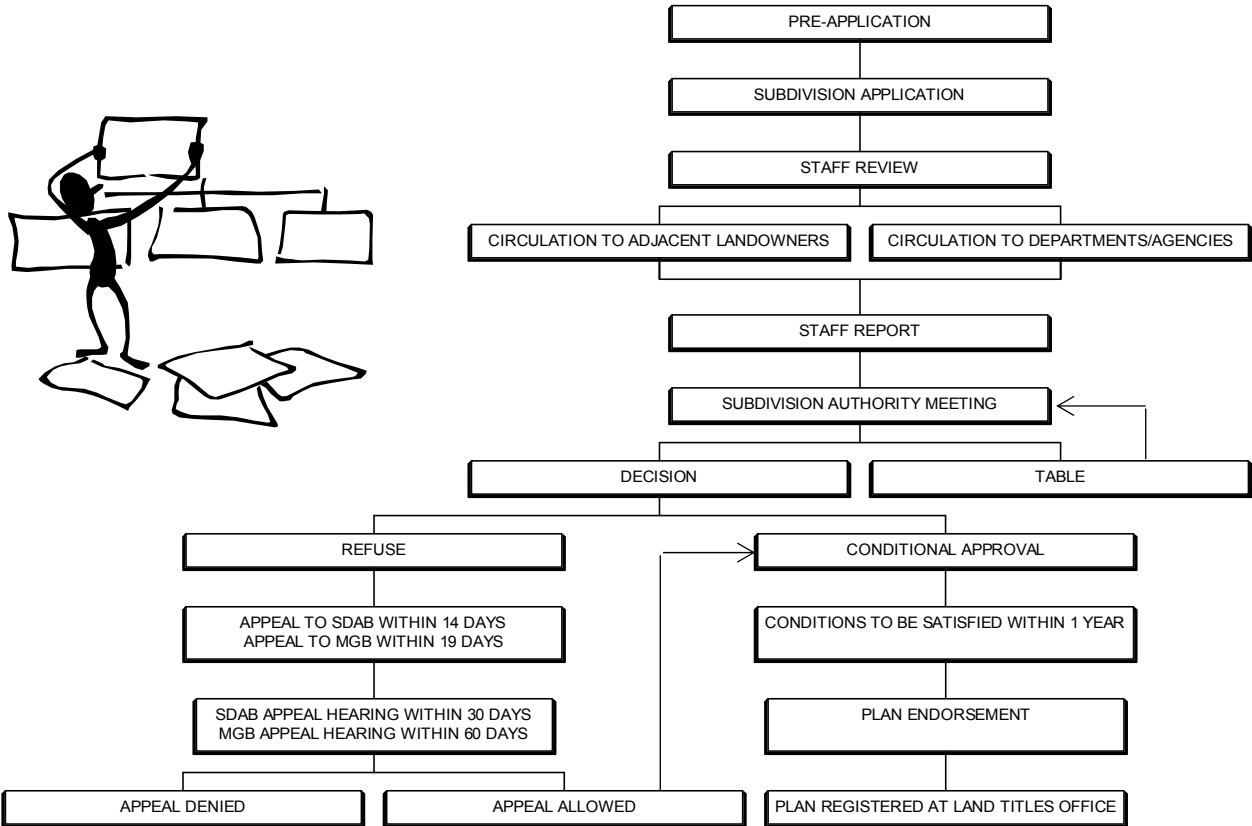 PRE-APPLICATION
SUBDIVISION APPLICATION
STAFF REVIEW
CIRCULATION TO ADJACENT LANDOWNERS
CIRCULATION TO DEPARTMENTS/AGENCIES
STAFF REPORT
SUBDIVISION AUTHORITY MEETING
DECISION
TABLE
REFUSE
CONDITIONAL APPROVAL
APPEAL TO SDAB WITHIN 14 DAYS
APPEAL TO MGB WITHIN 19 DAYS
CONDITIONS TO BE SATISFIED WITHIN 1 YEAR
SDAB APPEAL HEARING WITHIN 30 DAYS
MGB APPEAL HEARING WITHIN 60 DAYS
PLAN ENDORSEMENT
APPEAL DENIED
APPEAL ALLOWED
PLAN REGISTERED AT LAND TITLES OFFICE